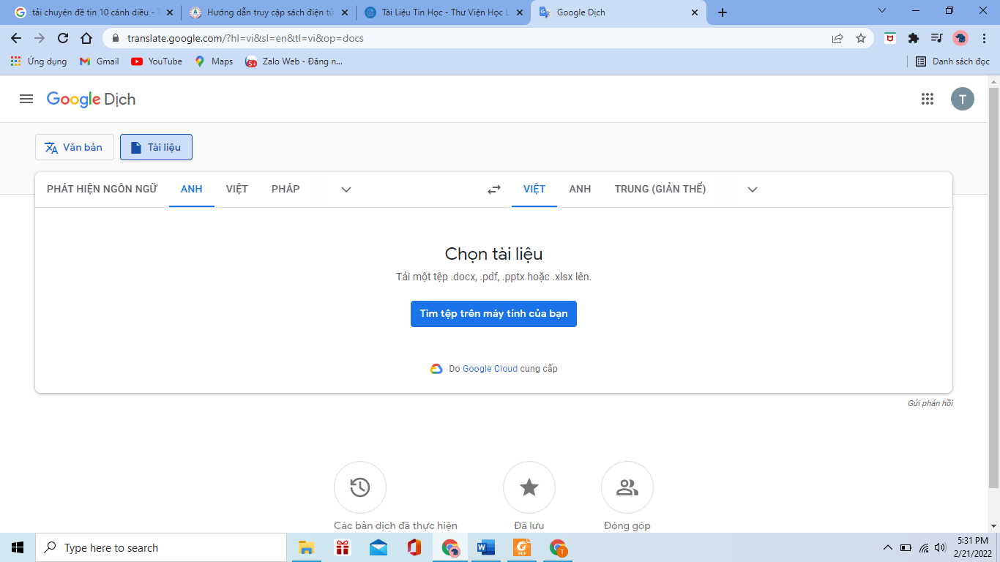 tải chuyên đề tin 10 cánh diều - T
Hướng dẫn truy cập sách điện tử
Tài Liệu Tin Học - Thư Viện Học L
Google Dịch
translate.google.com/?hl=vi&sl=en&tl=vi&op=docs
Ứng dụng
Gmail
YouTube
Maps
5+
Zalo Web - Đăng n...
Danh sách đọc
Google Dịch
T
Văn bản
Tài liệu
PHÁT HIỆN NGÔN NGỮ
ANH
VIỆT
PHÁP
VIỆT
ANH
TRUNG (GIẢN THỂ)
Chọn tài liệu
Tải một tệp .docx, .pdf, .pptx hoặc .xlsx lên.
Tìm tệp trên máy tính của bạn
Do Google Cloud cung cấp
Gửi phản hồi
Các bản dịch đã thực hiện
Đã lưu
Đóng góp
Type here to search
W
PDF
T
5:31 PM
2/21/2022